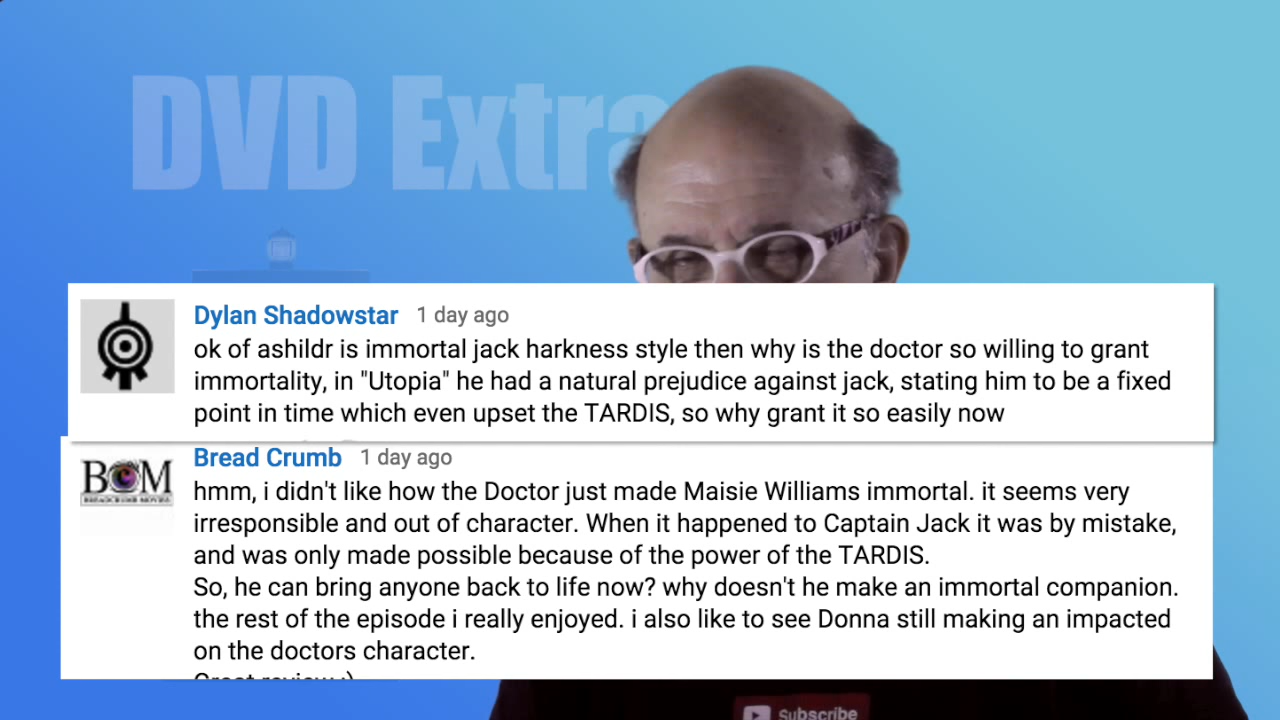 DVD Extra
Dylan Shadowstar 1 day ago
ok of ashildr is immortal jack harkness style then why is the doctor so willing to grant
immortality, in "Utopia" he had a natural prejudice against jack, stating him to be a fixed
point in time which even upset the TARDIS, so why grant it so easily now
BCM
Bread Crumb 1 day ago
hmm, i didn't like how the Doctor just made Maisie Williams immortal. it seems very
irresponsible and out of character. When it happened to Captain Jack it was by mistake,
and was only made possible because of the power of the TARDIS.
So, he can bring anyone back to life now? why doesn't he make an immortal companion.
the rest of the episode i really enjoyed. i also like to see Donna still making an impacted
on the doctors character.
Great review :)
Subscribe